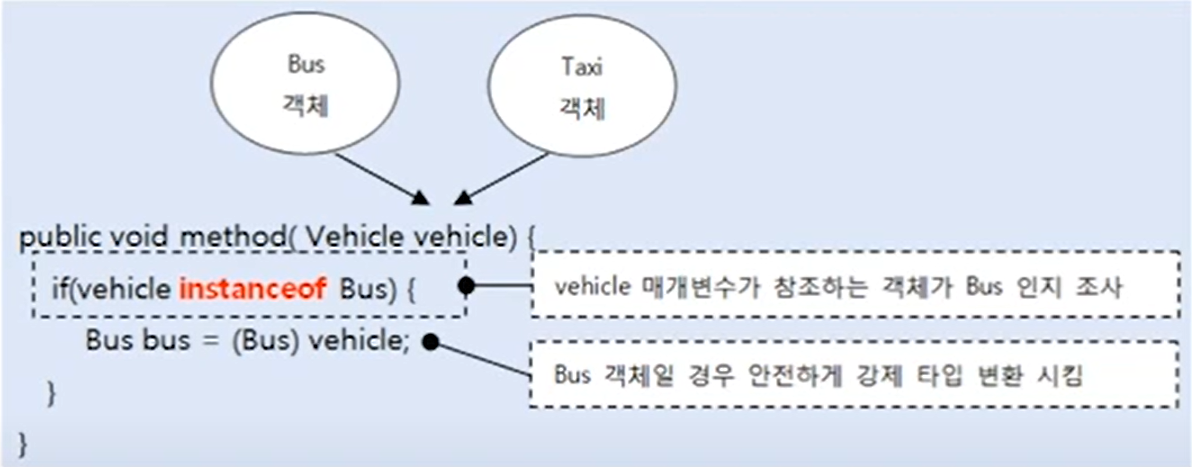 Bus
객체
Taxi
객체
public void method( Vehicle vehicle) {
if(vehicle instanceof Bus) {
vehicle 매개변수가 참조하는 객체가 Bus 인지 조사
Bus bus = (Bus) vehicle;
Bus 객체일 경우 안전하게 강제 타입 변환 시킴
}
}